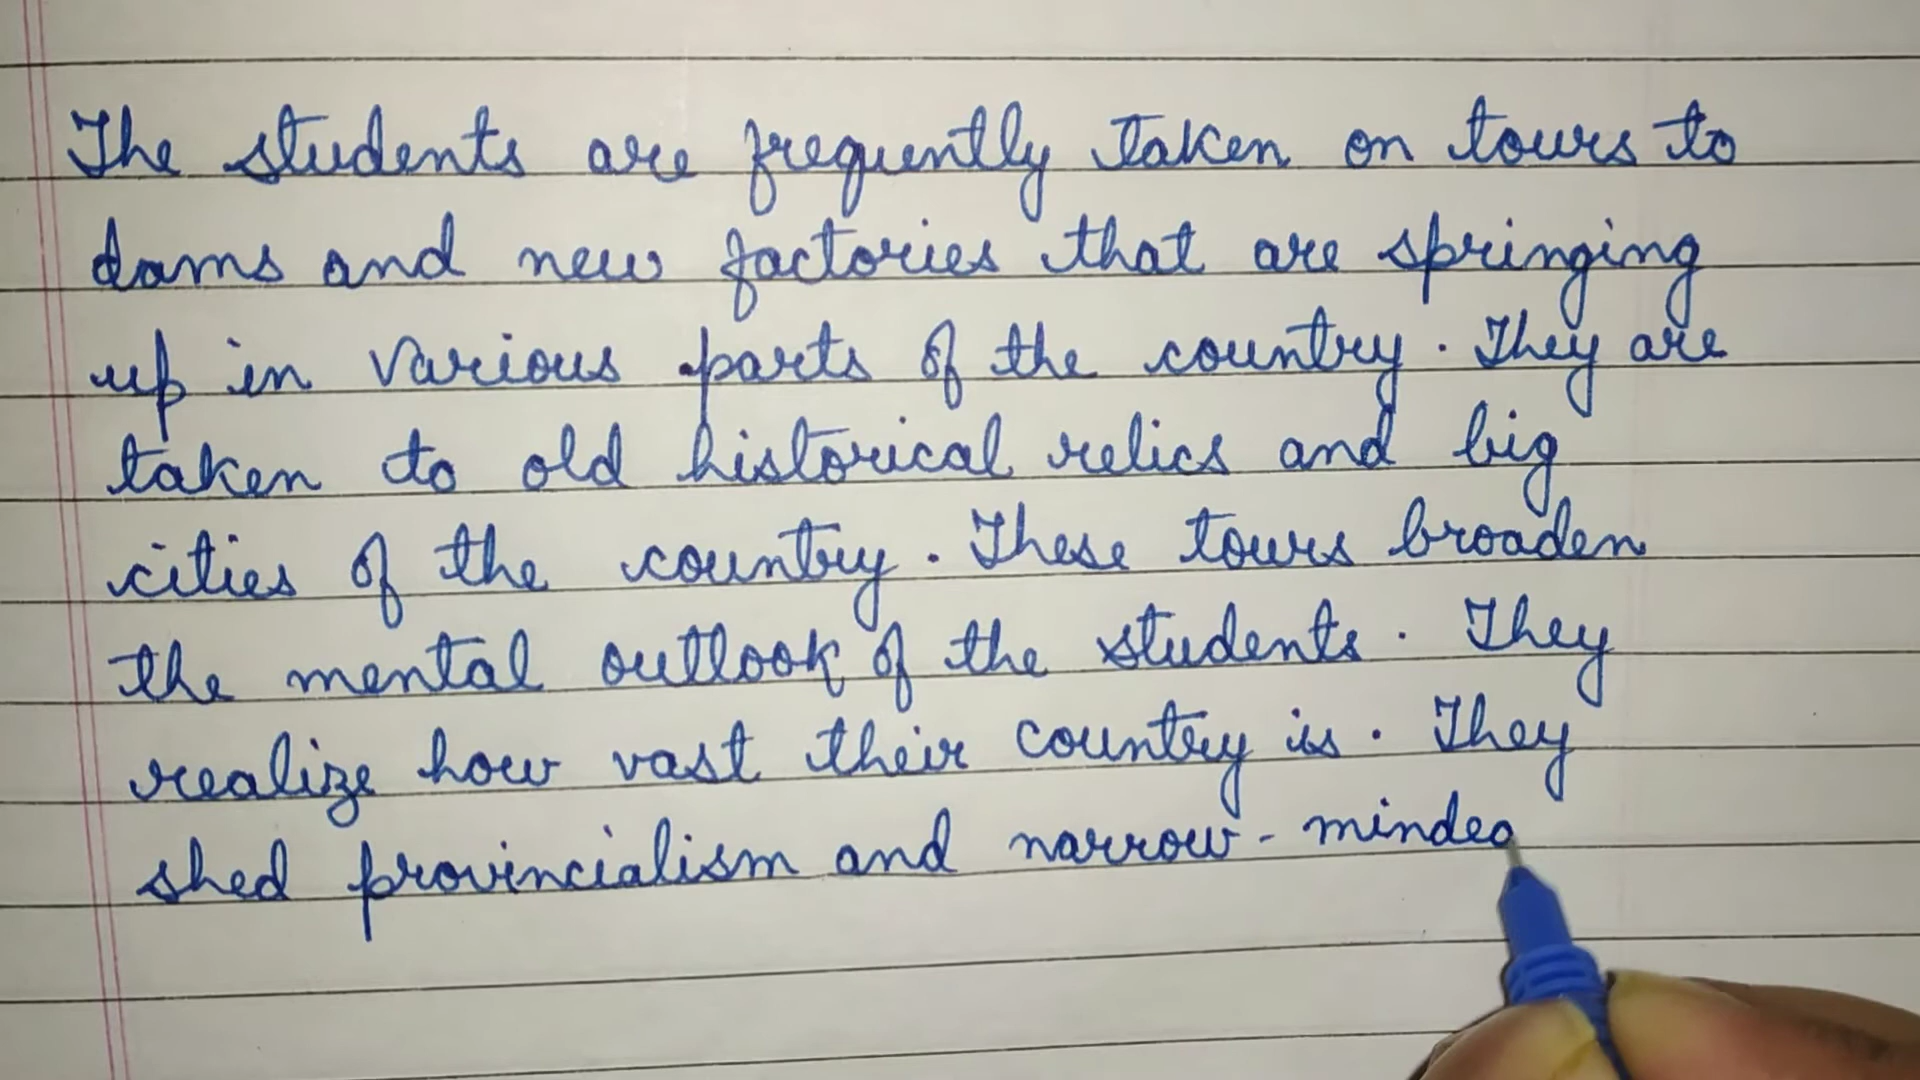 The students are frequently taken on tours to
dams and new factories that are springing
up in various parts of the country. They are
taken to old historical relics and big
cities of the country. These tours broaden
the mental outlook of the students. They
realize how vast their country is. They
shed provincialism and narrow-mindeo